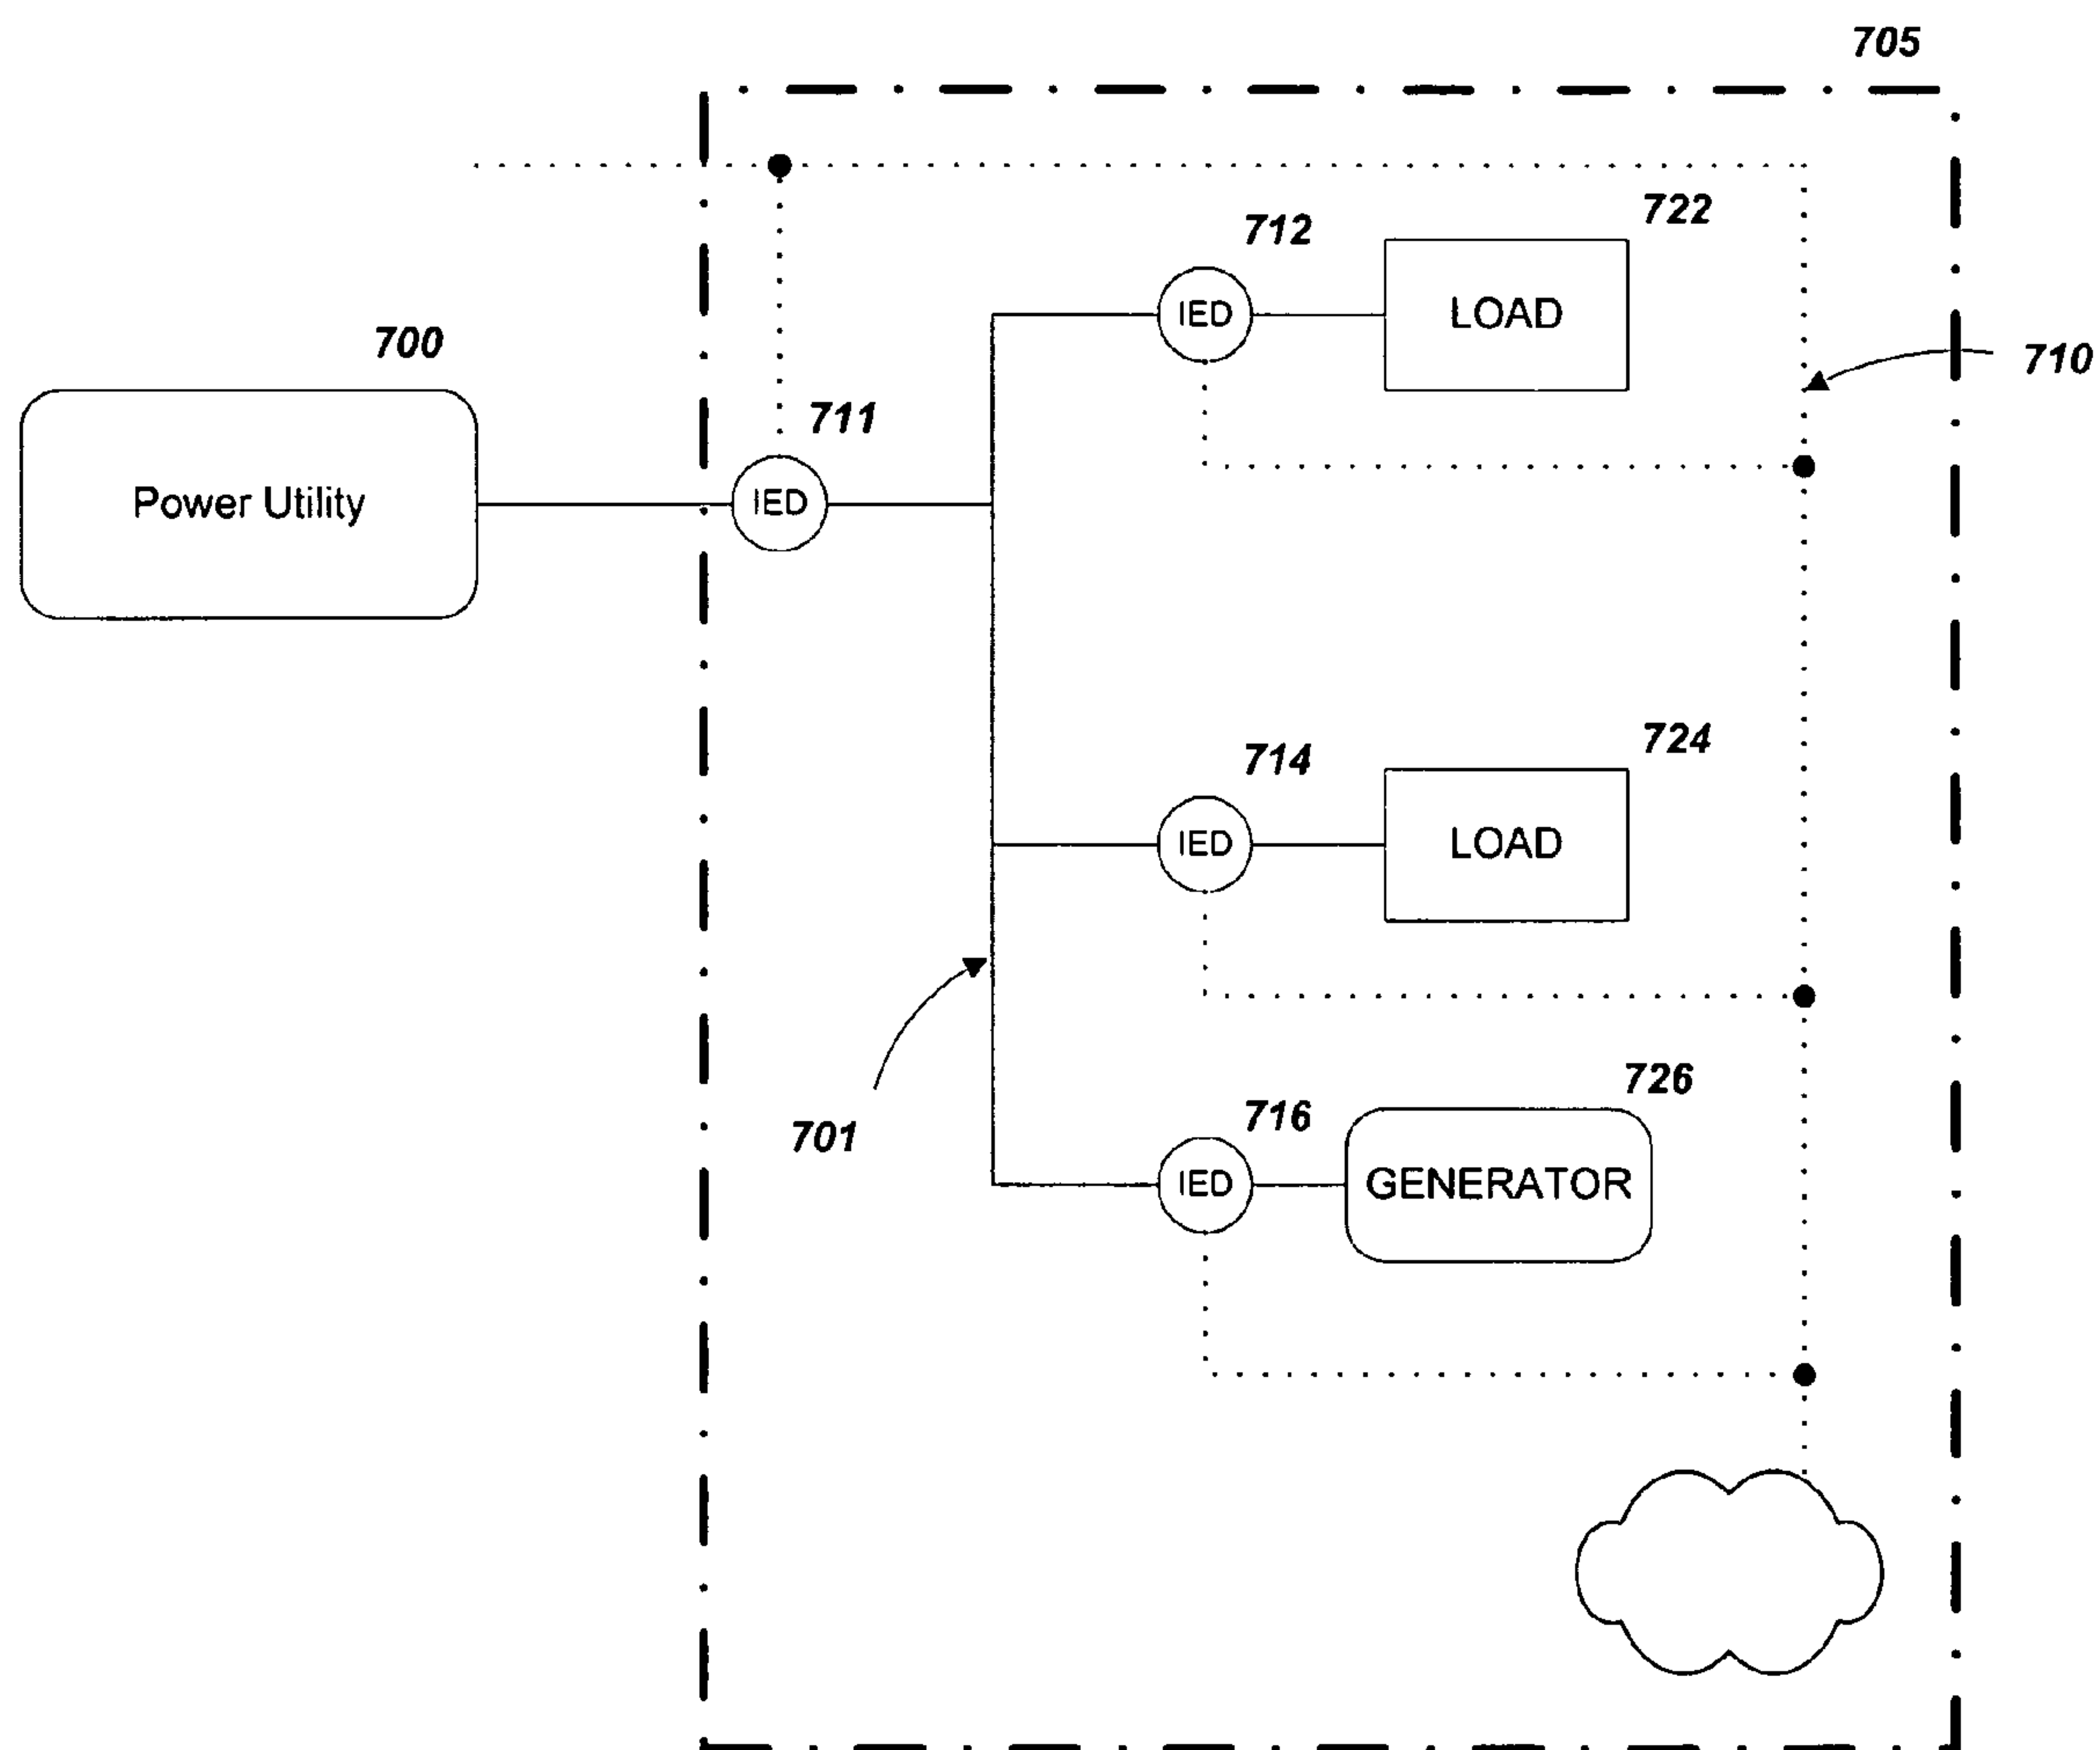 705
722
712
IED
LOAD
700
710
711
Power Utility
IED
724
714
IED
LOAD
726
716
701
IED
GENERATOR